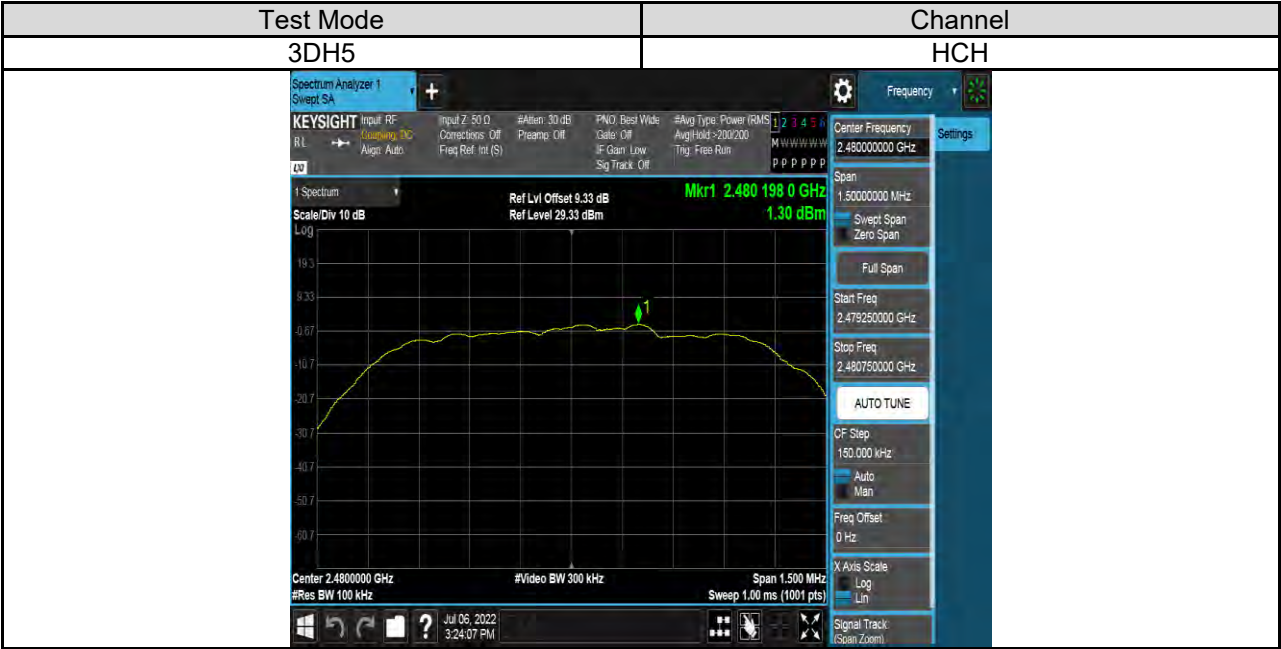 Test Mode
Channel
3DH5
HCH
Spectrum Analyzer 1
Swept SA
Frequency
KEYSIGHT
Input: RF
Input Z: 50 Ω
#Atten: 30 dB
PNO: Best Wide
#Avg Type: Power (RMS
1 2 3 4 5 6
RL
Coupling: DC
Corrections: Off
Preamp: Off
Gate: Off
Avg|Hold:>200/200
M W W W W W
Align: Auto
Freq Ref: Int (S)
IF Gain: Low
Trig: Free Run
Sig Track: Off
P P P P P P
LXI
Center Frequency
2.480000000 GHz
Settings
Span
1.50000000 MHz
Swept Span
Zero Span
Full Span
Start Freq
2.479250000 GHz
Stop Freq
2.480750000 GHz
AUTO TUNE
CF Step
150.000 kHz
Auto
Man
Freq Offset
0 Hz
X Axis Scale
Log
Lin
Signal Track
(Span Zoom)
1 Spectrum
Ref Lvl Offset 9.33 dB
Mkr1 2.480 198 0 GHz
Scale/Div 10 dB
Ref Level 29.33 dBm
1.30 dBm
Log
19.3
9.33
1
-0.67
-10.7
-20.7
-30.7
-40.7
-50.7
-60.7
Center 2.4800000 GHz
#Video BW 300 kHz
Span 1.500 MHz
#Res BW 100 kHz
Sweep 1.00 ms (1001 pts)
?
Jul 06, 2022
3:24:07 PM